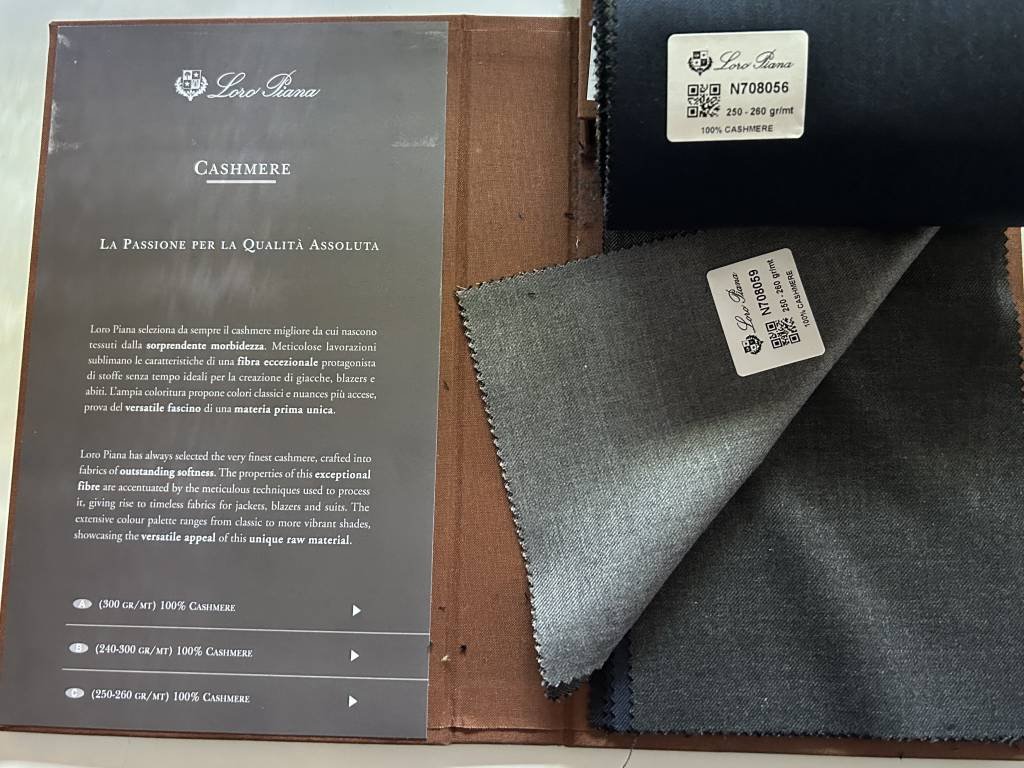 Loro Piana
CASHMERE
LA PASSIONE PER LA QUALITÀ ASSOLUTA
Loro Piana seleziona da sempre il cashmere migliore da cui nascono
tessuti dalla sorprendente morbidezza. Meticolose lavorazioni
sublimano le caratteristiche di una fibra eccezionale protagonista
di stoffe senza tempo ideali per la creazione di giacche, blazers e
abiti. L'ampia coloritura propone colori classici e nuances più accese,
prova del versatile fascino di una materia prima unica.
Loro Piana has always selected the very finest cashmere, crafted into
fabrics of outstanding softness. The properties of this exceptional
fibre are accentuated by the meticulous techniques used to process
it, giving rise to timeless fabrics for jackets, blazers and suits. The
extensive colour palette ranges from classic to more vibrant shades,
showcasing the versatile appeal of this unique raw material.
A (300 GR/MT) 100% CASHMERE
B (240-300 GR/MT) 100% CASHMERE
C (250-260 GR/MT) 100% CASHMERE
Loro Piana
N708056
250 - 260 gr/mt
100% CASHMERE
Loro Piana
N708059
250 - 260 gr/mt
100% CASHMERE